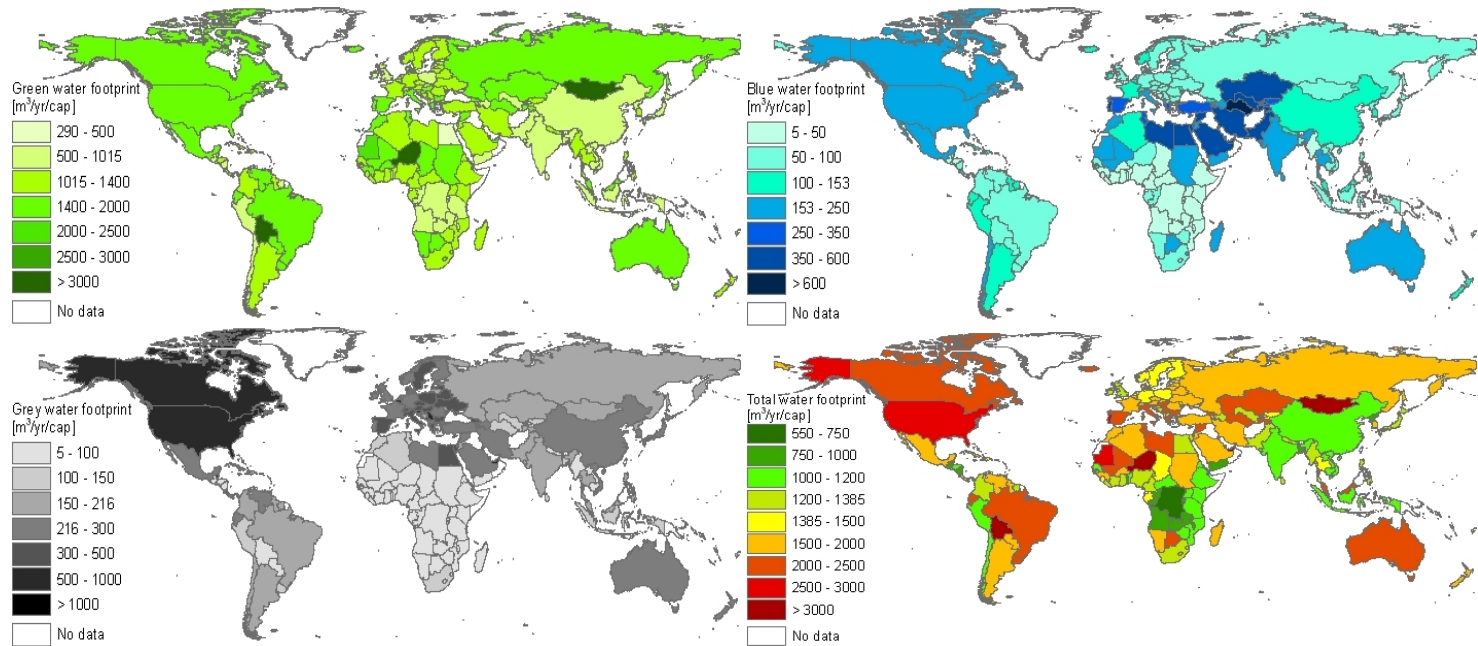 Green water footprint
[m³/yr/cap]
290 - 500
500 - 1015
1015 - 1400
1400 - 2000
2000 - 2500
2500 - 3000
> 3000
No data
Blue water footprint
[m³/yr/cap]
5 - 50
50 - 100
100 - 153
153 - 250
250 - 350
350 - 600
> 600
No data
Grey water footprint
[m³/yr/cap]
5 - 100
100 - 150
150 - 216
216 - 300
300 - 500
500 - 1000
> 1000
No data
Total water footprint
[m³/yr/cap]
550 - 750
750 - 1000
1000 - 1200
1200 - 1385
1385 - 1500
1500 - 2000
2000 - 2500
2500 - 3000
> 3000
No data